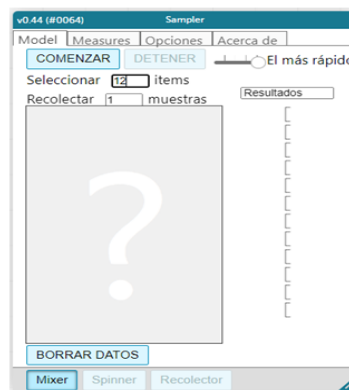 v0.44 (#0064) Sampler
Model Measures Opciones Acerca de
COMENZAR DETENER El más rápido
Seleccionar 12 items
Recolectar 1 muestras
Resultados
?
BORRAR DATOS
Mixer Spinner Recolector